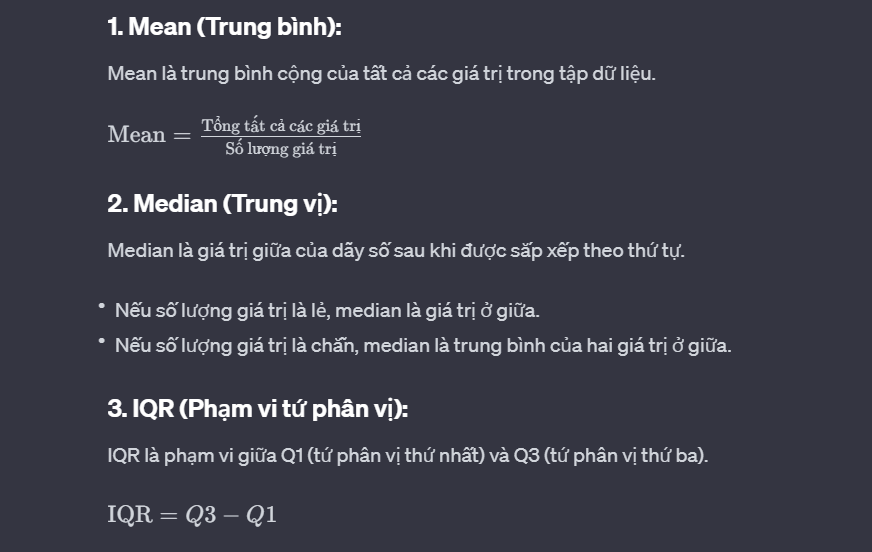 1. Mean (Trung bình):
Mean là trung bình cộng của tất cả các giá trị trong tập dữ liệu.
Mean = Tổng tất cả các giá trị / Số lượng giá trị
2. Median (Trung vị):
Median là giá trị giữa của dãy số sau khi được sắp xếp theo thứ tự.
• Nếu số lượng giá trị là lẻ, median là giá trị ở giữa.
• Nếu số lượng giá trị là chẵn, median là trung bình của hai giá trị ở giữa.
3. IQR (Phạm vi tứ phân vị):
IQR là phạm vi giữa Q1 (tứ phân vị thứ nhất) và Q3 (tứ phân vị thứ ba).
IQR = Q3 − Q1